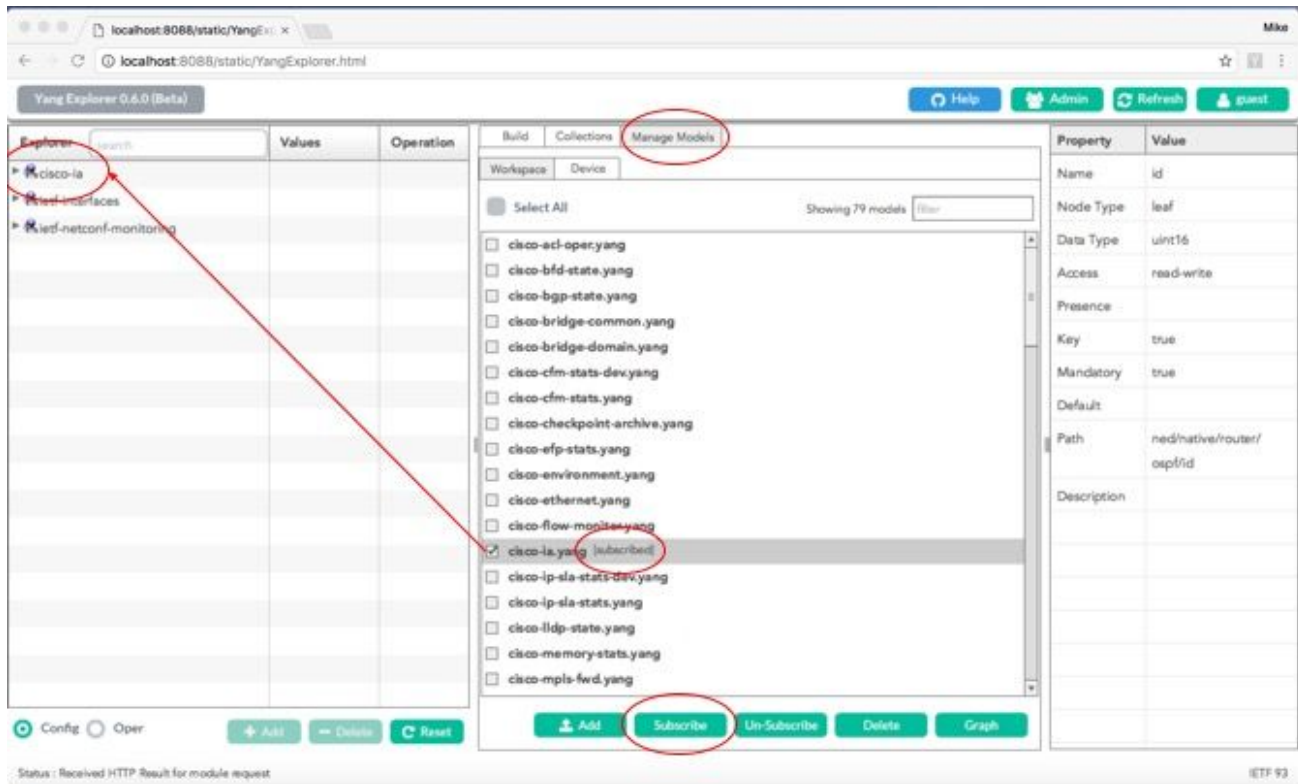 localhost:8088/static/YangEx
Mike
localhost:8088/static/YangExplorer.html
Yang Explorer 0.6.0 (Beta)
Help
Admin
Refresh
guest
Explorer
search
Values
Operation
cisco-ia
ietf-interfaces
ietf-netconf-monitoring
Config
Oper
Add
Delete
Reset
Build
Collections
Manage Models
Workspace
Device
Select All
Showing 79 models
filter
cisco-acl-oper.yang
cisco-bfd-state.yang
cisco-bgp-state.yang
cisco-bridge-common.yang
cisco-bridge-domain.yang
cisco-cfm-stats-dev.yang
cisco-cfm-stats.yang
cisco-checkpoint-archive.yang
cisco-efp-stats.yang
cisco-environment.yang
cisco-ethernet.yang
cisco-flow-monitor.yang
cisco-ia.yang [subscribed]
cisco-ip-sla-stats-dev.yang
cisco-ip-sla-stats.yang
cisco-lldp-state.yang
cisco-memory-stats.yang
cisco-mpls-fwd.yang
Add
Subscribe
Un-Subscribe
Delete
Graph
Property Value
Name id
Node Type leaf
Data Type uint16
Access read-write
Presence
Key true
Mandatory true
Default
Path ned/native/router/
ospf/id
Description
Status : Received HTTP Result for module request
IETF 93